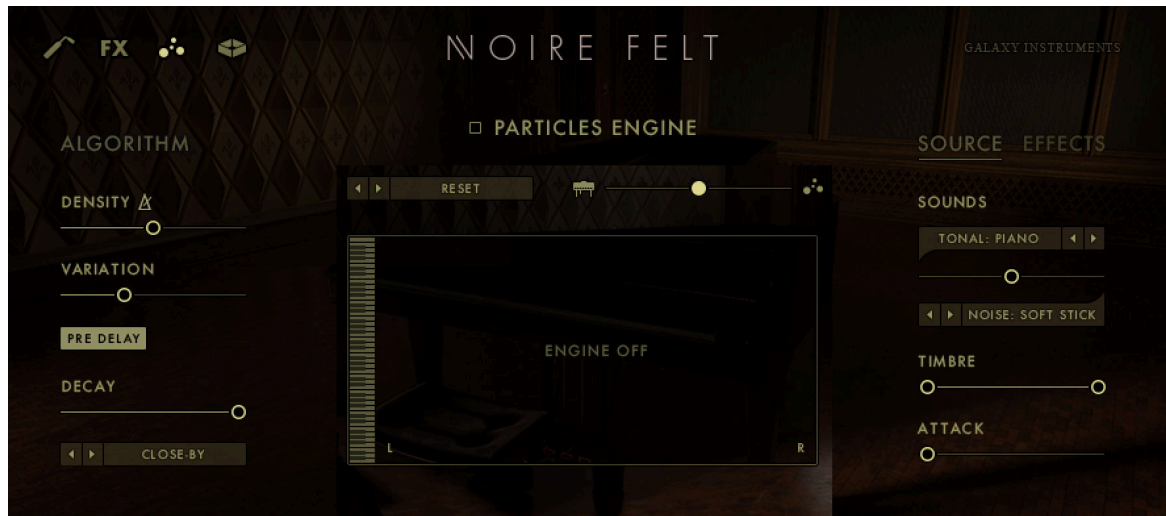 FX
NOIRE FELT
GALAXY INSTRUMENTS
PARTICLES ENGINE
ALGORITHM
SOURCE EFFECTS
RESET
DENSITY
SOUNDS
TONAL: PIANO
VARIATION
NOISE: SOFT STICK
PRE DELAY
ENGINE OFF
TIMBRE
DECAY
ATTACK
CLOSE-BY
L
R